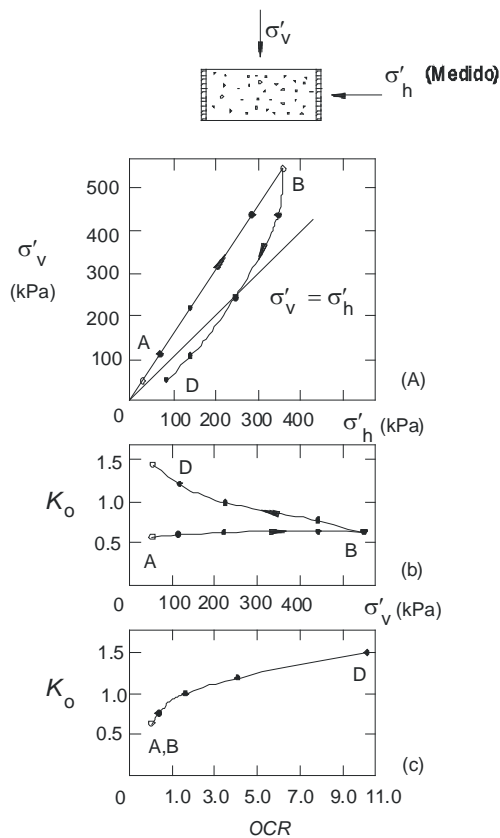 σ′v
σ′h (Medido)
500
400
300
200
100
0
σ′v
(kPa)
A
B
D
σ′v = σ′h
(A)
100 200 300 400
σ′h (kPa)
1.5
1.0
0.5
0
Ko
D
A
B
(b)
100 200 300 400
σ′v (kPa)
1.5
1.0
0.5
0
Ko
D
A,B
(c)
1.0 3.0 5.0 7.0 9.0 11.0
OCR